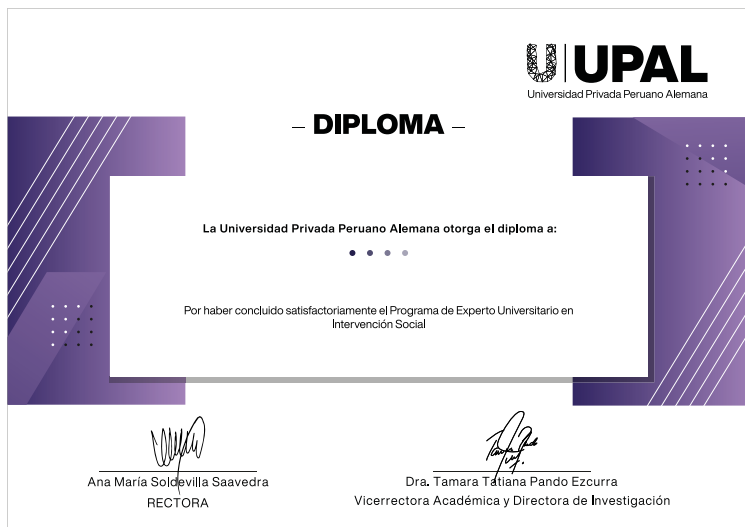 UPAL
Universidad Privada Peruano Alemana
– DIPLOMA –
La Universidad Privada Peruano Alemana otorga el diploma a:
Por haber concluido satisfactoriamente el Programa de Experto Universitario en
Intervención Social
Ana María Soldevilla Saavedra
RECTORA
Dra. Tamara Tatiana Pando Ezcurra
Vicerrectora Académica y Directora de Investigación